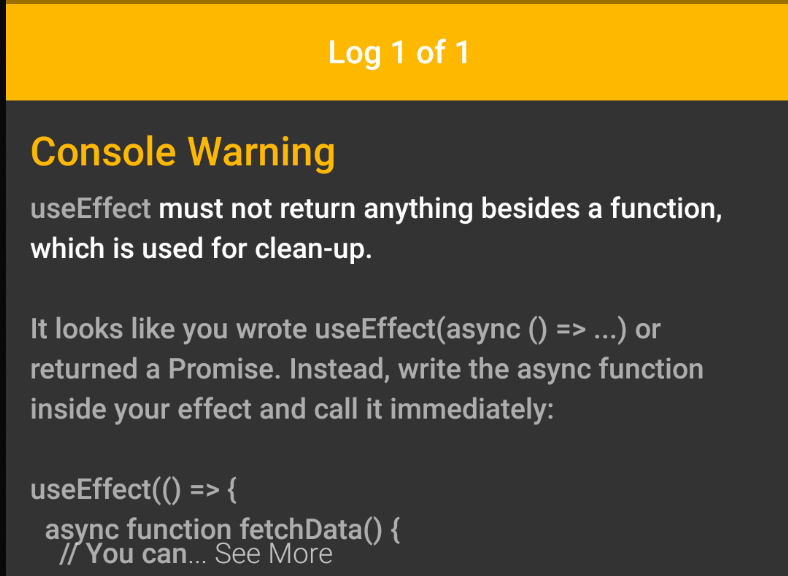 Log 1 of 1
Console Warning
useEffect must not return anything besides a function,
which is used for clean-up.
It looks like you wrote useEffect(async () => ...) or
returned a Promise. Instead, write the async function
inside your effect and call it immediately:
useEffect(() => {
async function fetchData() {
// You can... See More